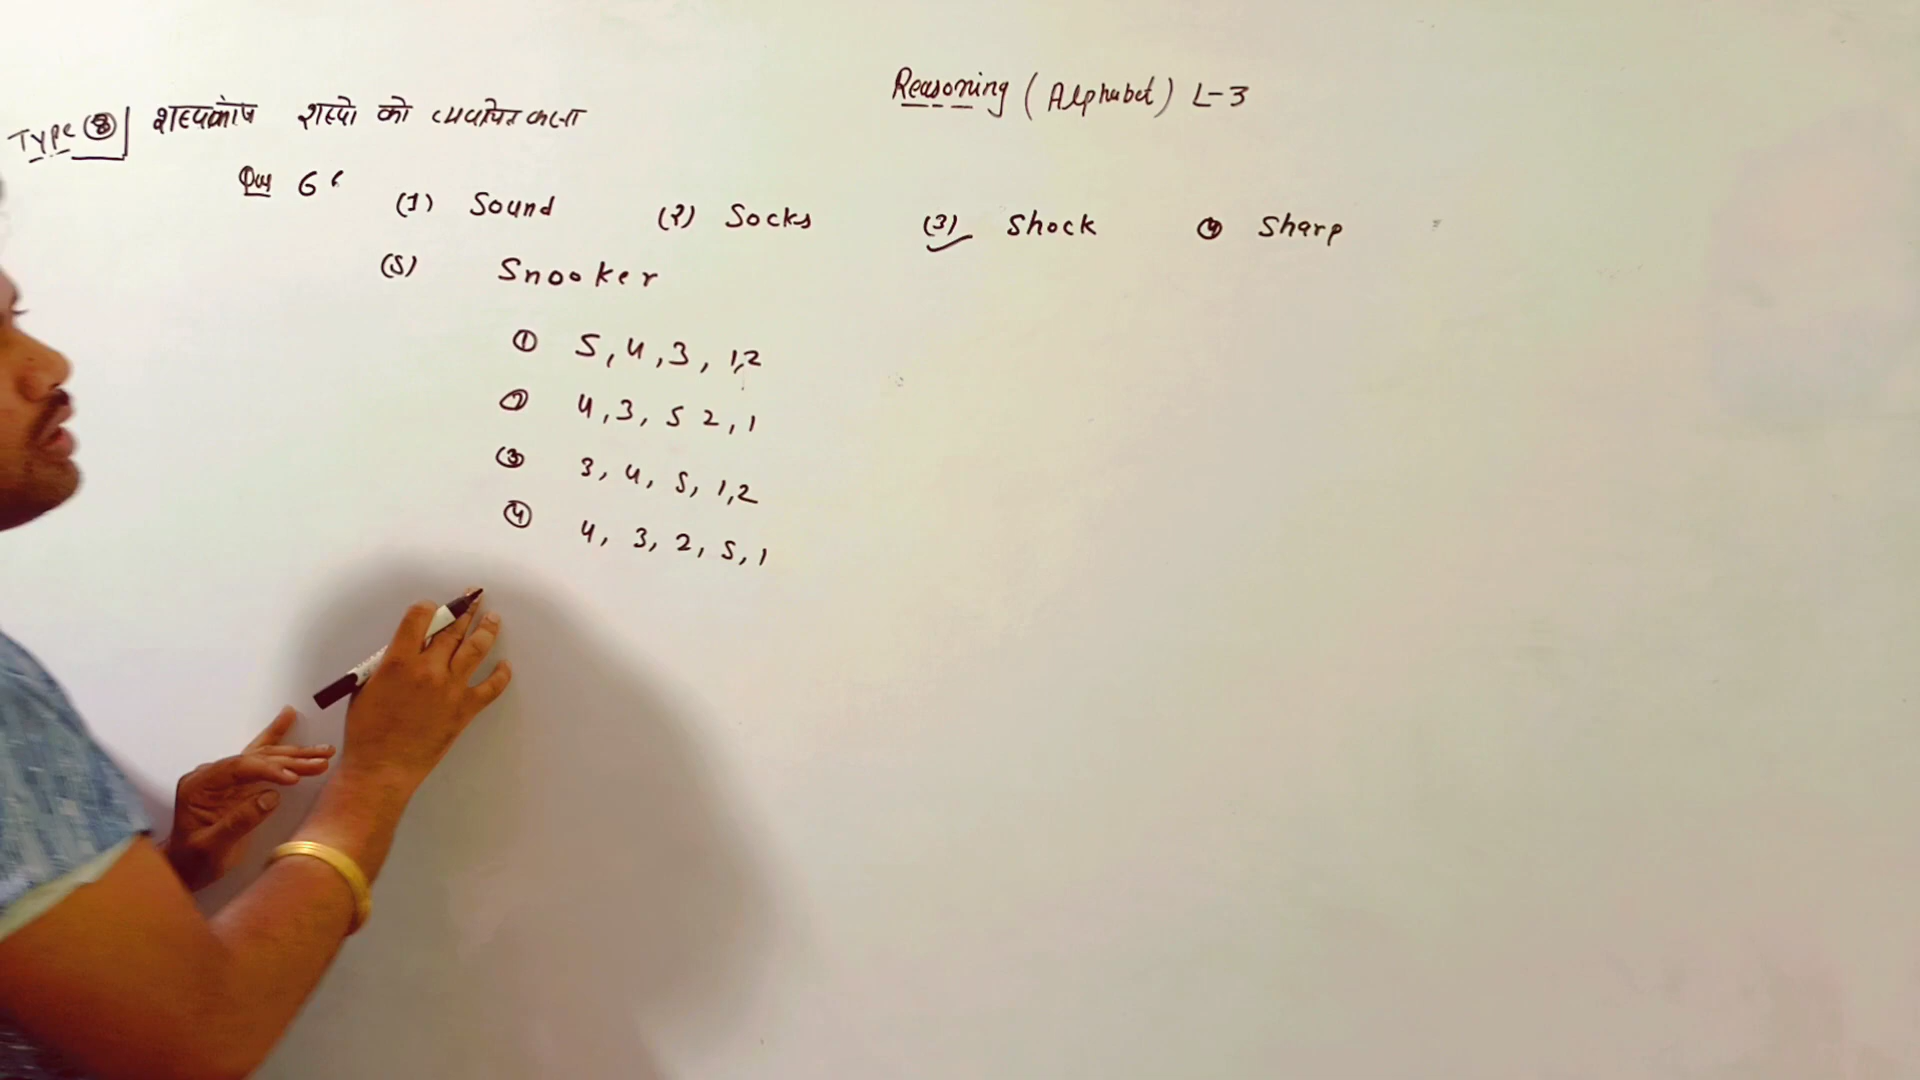 Reasoning (Alphabet) L-3
Type (8) शब्दकोष शब्दो को
Que 6
(1) Sound (2) Socks (3) Shock (4) Sharp
(5) Snooker
(1) 5, 4, 3, 1, 2
(2) 4, 3, 5 2, 1
(3) 3, 4, 5, 1, 2
(4) 4, 3, 2, 5, 1